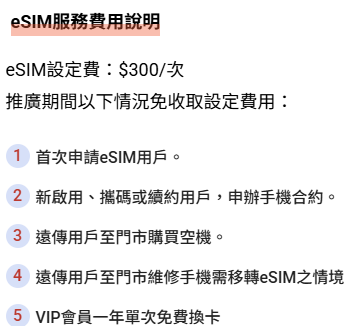 eSIM服務費用說明
eSIM設定費：$300/次
推廣期間以下情況免收取設定費用：
1 首次申請eSIM用戶。
2 新啟用、攜碼或續約用戶，申辦手機合約。
3 遠傳用戶至門市購買空機。
4 遠傳用戶至門市維修手機需移轉eSIM之情境
5 VIP會員一年單次免費換卡